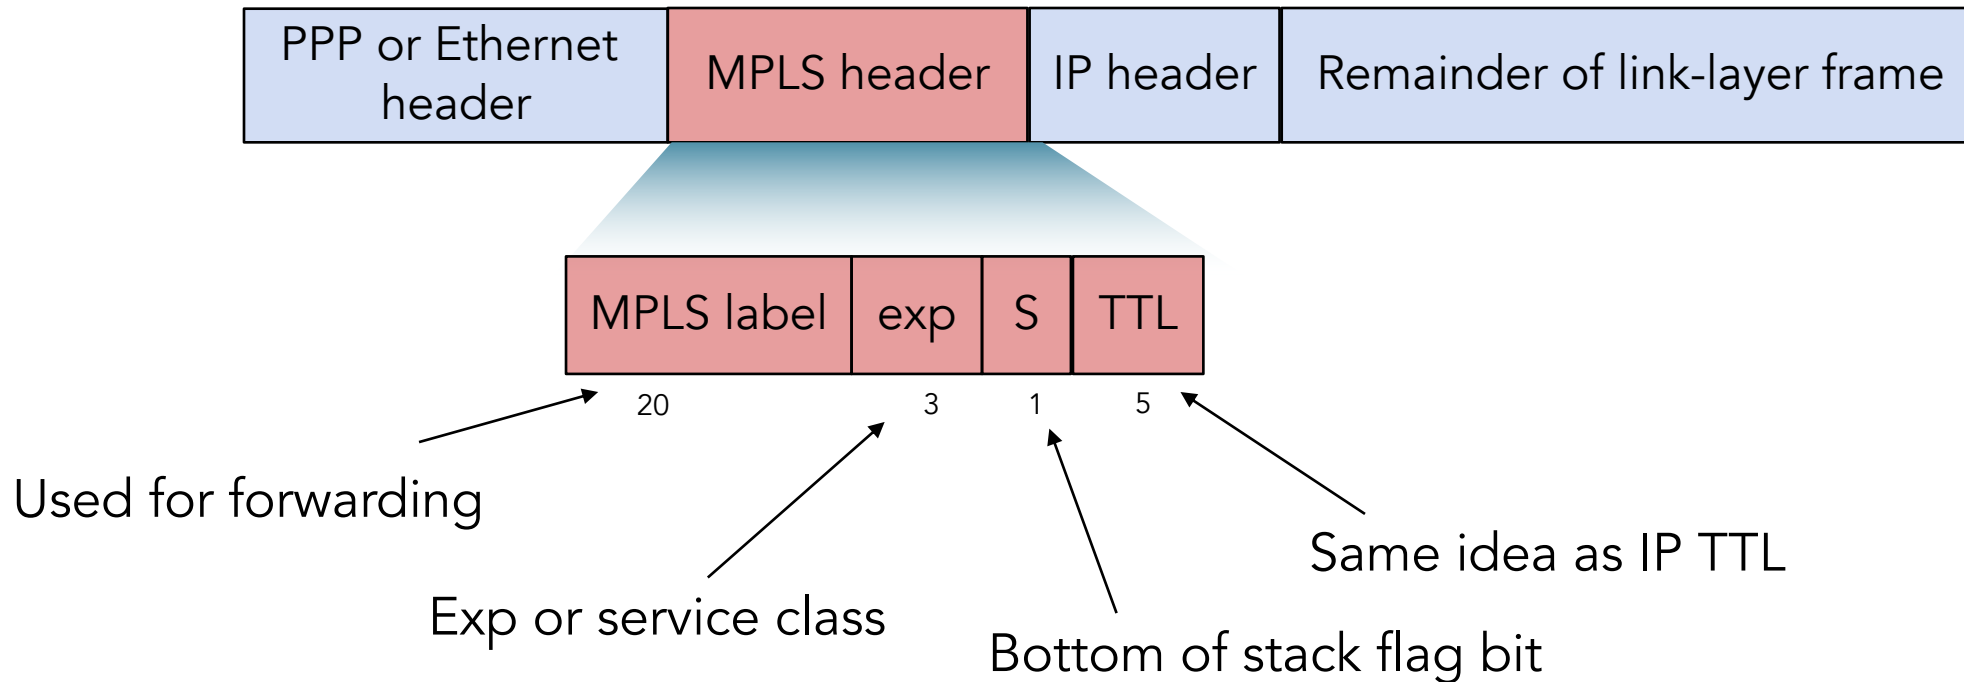 PPP or Ethernet
header
MPLS header
IP header
Remainder of link-layer frame
MPLS label
exp
S
TTL
20
3
1
5
Used for forwarding
Exp or service class
Bottom of stack flag bit
Same idea as IP TTL